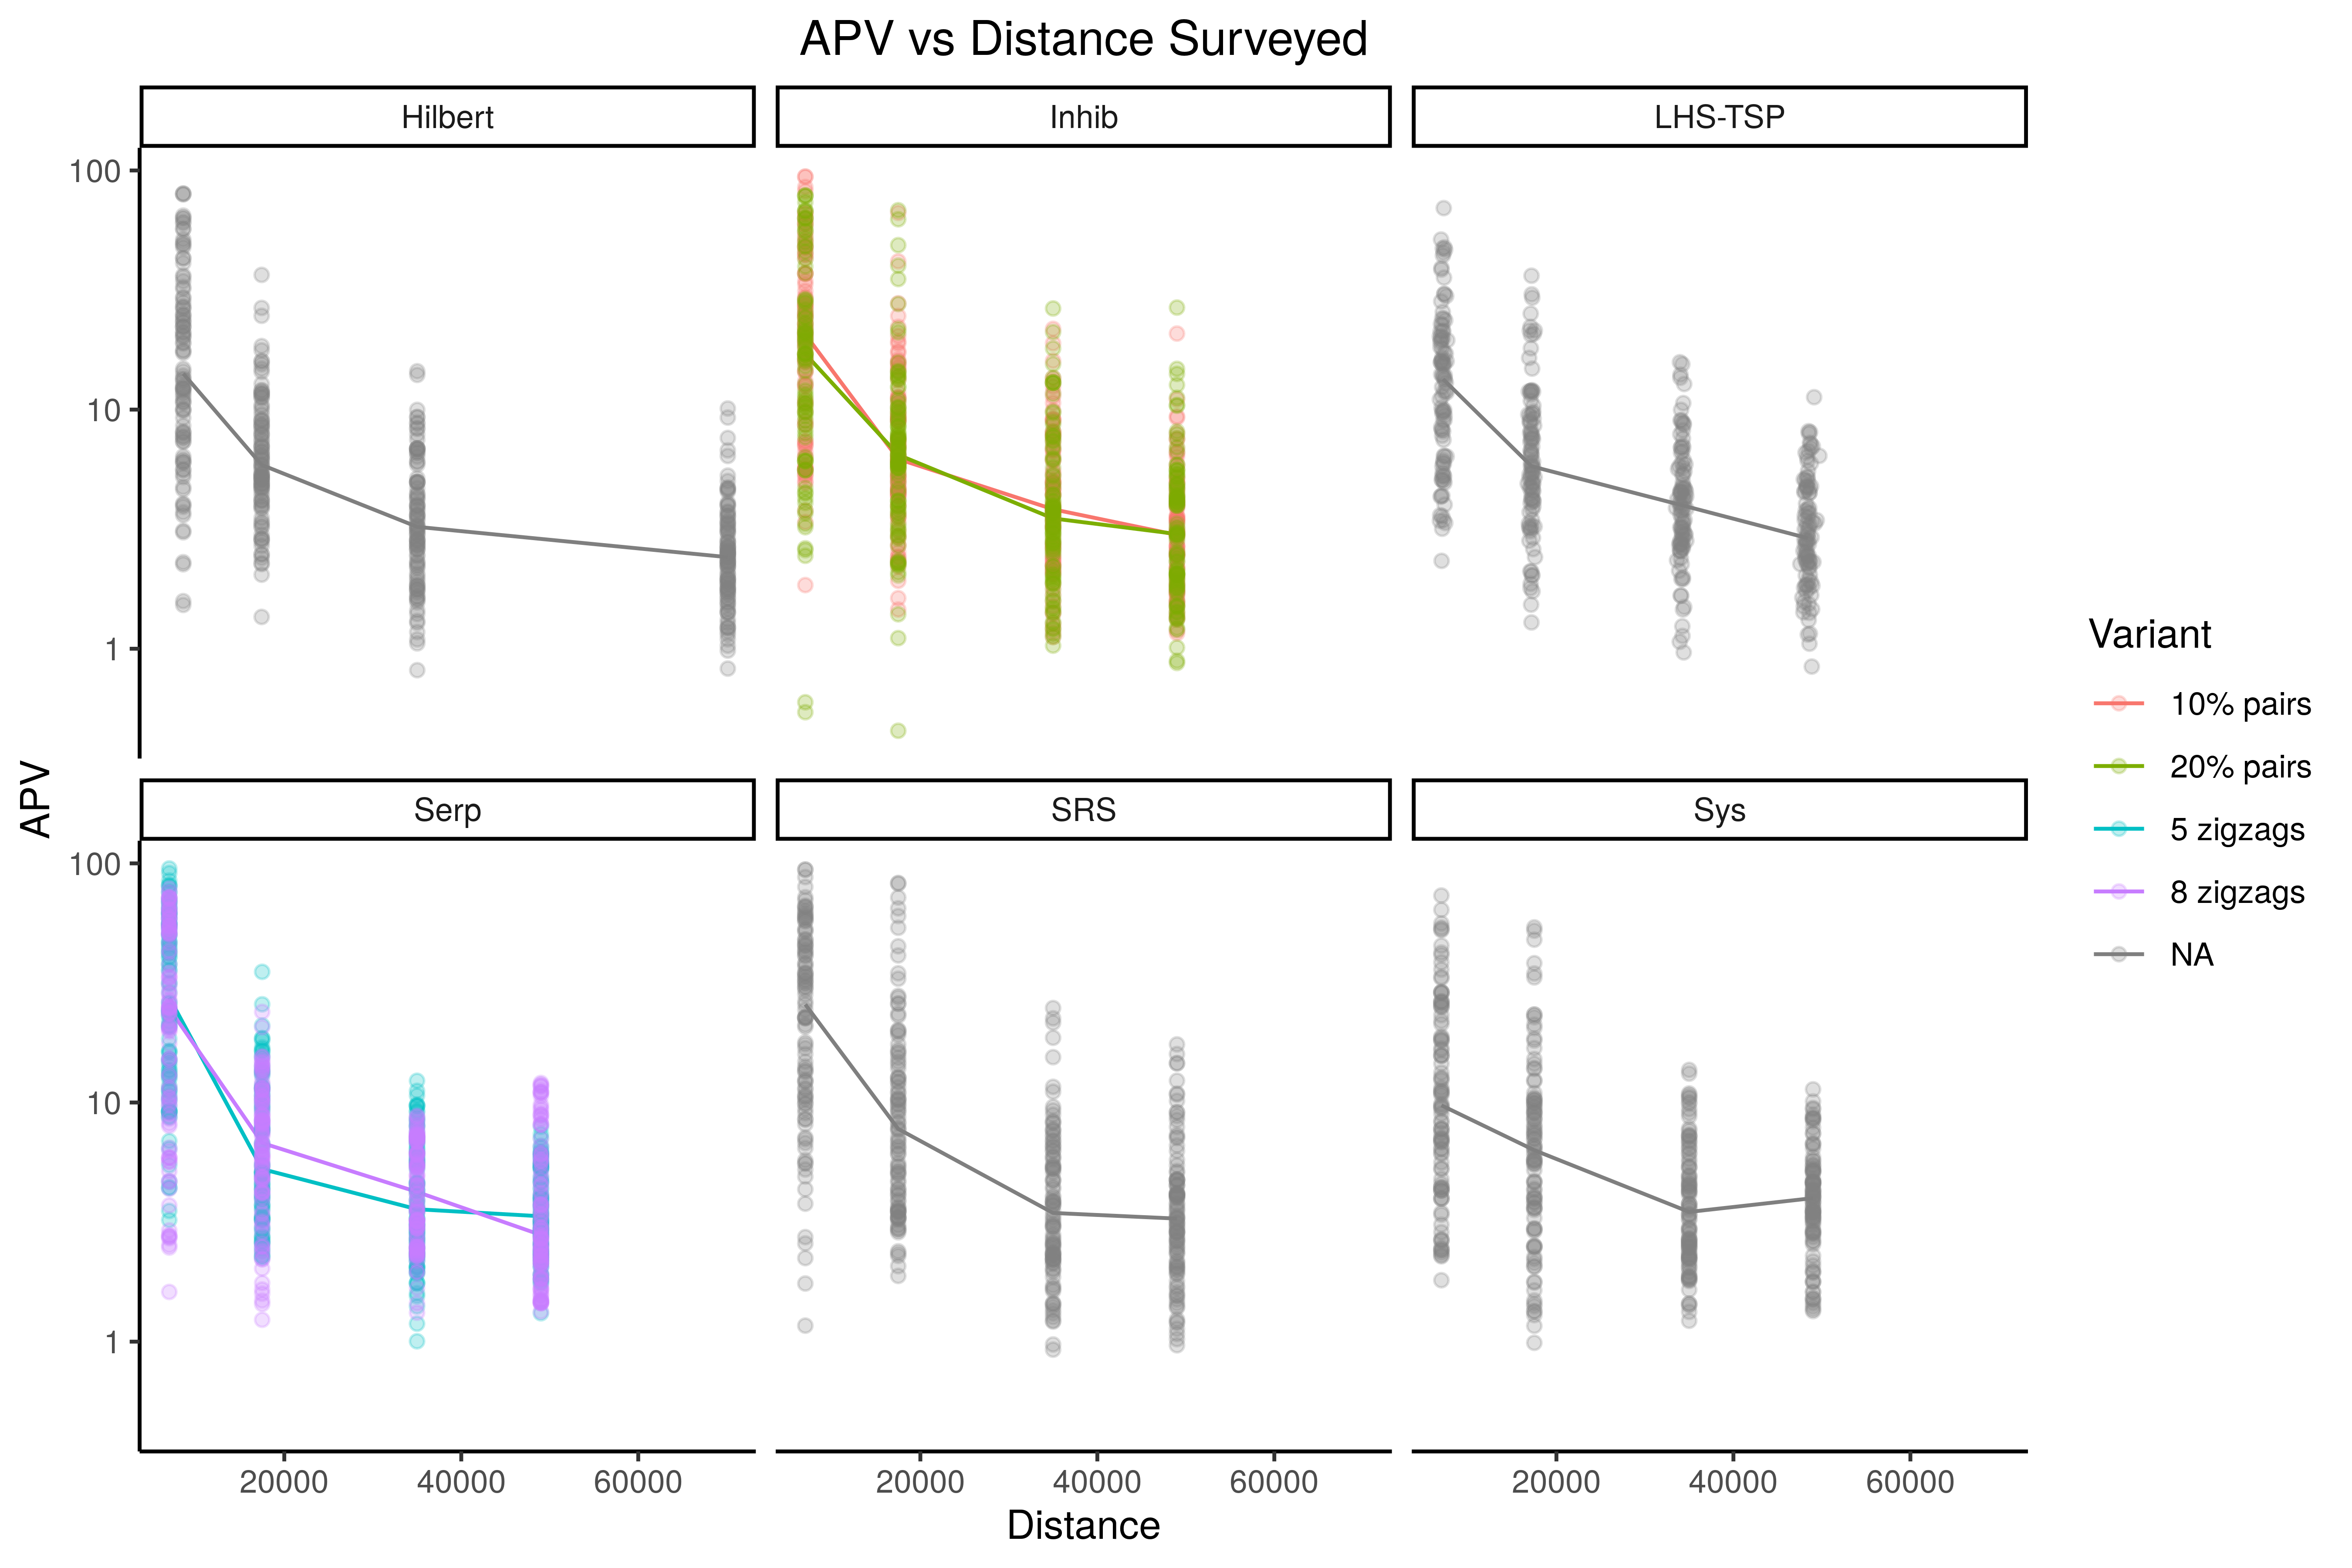 APV vs Distance Surveyed
Hilbert
Inhib
LHS-TSP
100
10
1
Serp
SRS
Sys
100
10
1
20000 40000 60000
20000 40000 60000
20000 40000 60000
Distance
APV
Variant
10% pairs
20% pairs
5 zigzags
8 zigzags
NA